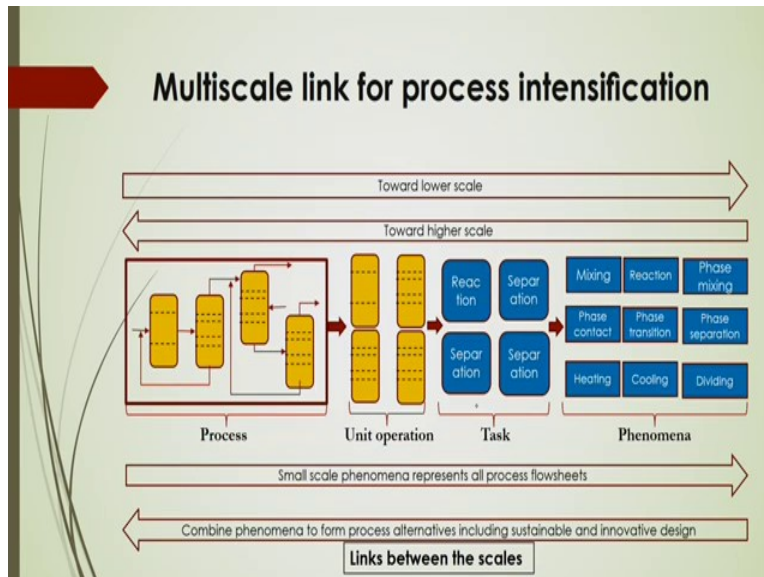 Multiscale link for process intensification
Toward lower scale
Toward higher scale
Reac
tion
Separ
ation
Separ
ation
Separ
ation
Mixing
Reaction
Phase
mixing
Phase
contact
Phase
transition
Phase
separation
Heating
Cooling
Dividing
Process
Unit operation
Task
Phenomena
Small scale phenomena represents all process flowsheets
Combine phenomena to form process alternatives including sustainable and innovative design
Links between the scales